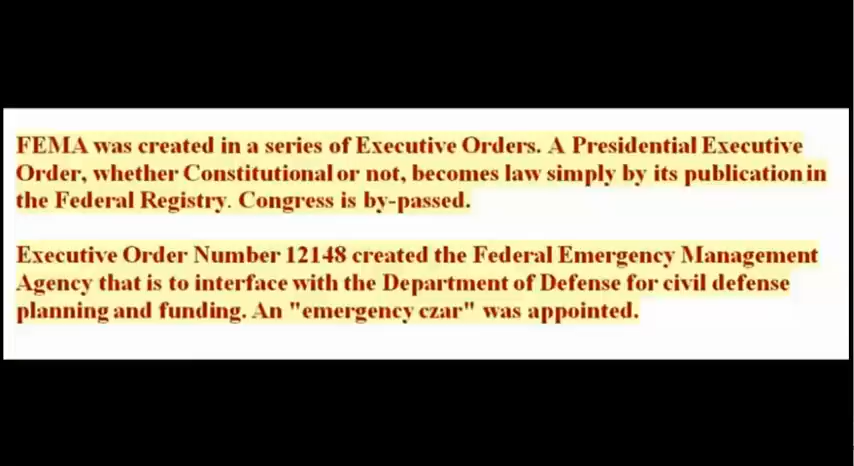 FEMA was created in a series of Executive Orders. A Presidential Executive
Order, whether Constitutional or not, becomes law simply by its publication in
the Federal Registry. Congress is by-passed.
Executive Order Number 12148 created the Federal Emergency Management
Agency that is to interface with the Department of Defense for civil defense
planning and funding. An "emergency czar" was appointed.